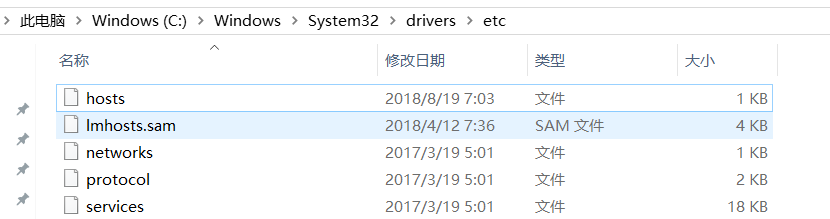 此电脑 > Windows (C:) > Windows > System32 > drivers > etc
名称 修改日期 类型 大小
hosts 2018/8/19 7:03 文件 1 KB
lmhosts.sam 2018/4/12 7:36 SAM 文件 4 KB
networks 2017/3/19 5:01 文件 1 KB
protocol 2017/3/19 5:01 文件 2 KB
services 2017/3/19 5:01 文件 18 KB